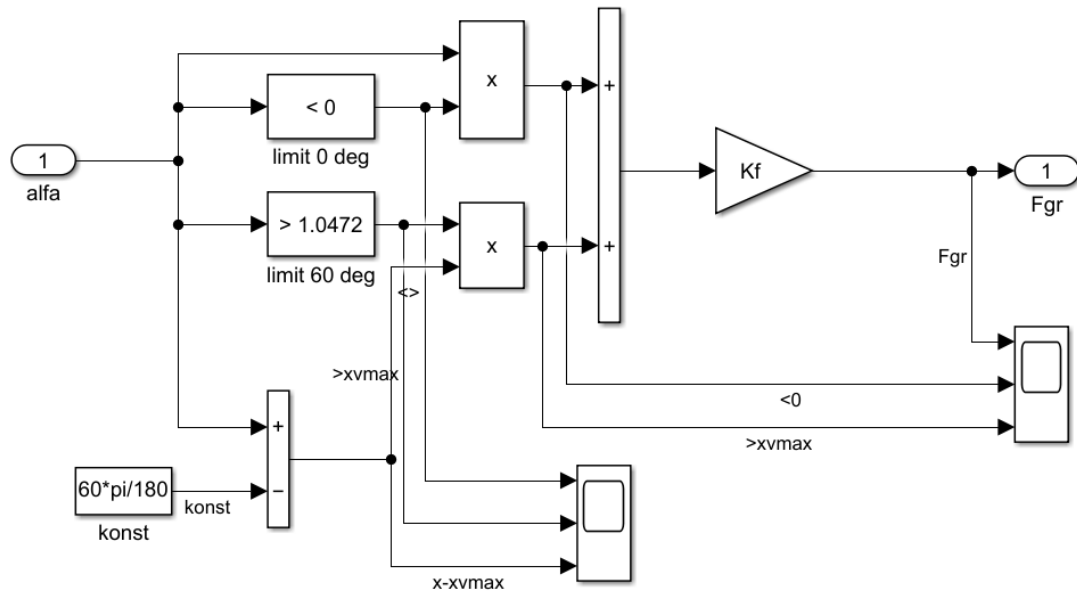 x
+
< 0
limit 0 deg
1
alfa
Kf
1
Fgr
> 1.0472
limit 60 deg
x
+
Fgr
<>
>xvmax
<0
>xvmax
+
60*pi/180
konst
−
konst
x-xvmax